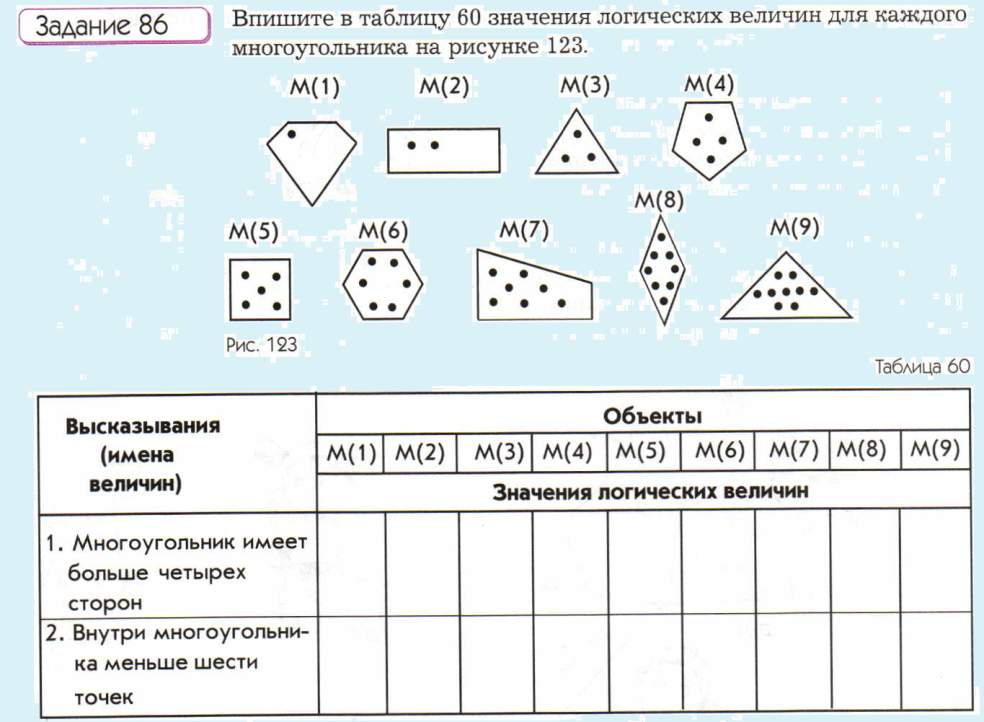 Задание 86
Впишите в таблицу 60 значения логических величин для каждого
многоугольника на рисунке 123.
М(1) М(2) М(3) М(4)
М(5) М(6) М(7) М(8) М(9)
Рис. 123
Таблица 60
Высказывания
(имена
величин)
Объекты
М(1) М(2) М(3) М(4) М(5) М(6) М(7) М(8) М(9)
Значения логических величин
1. Многоугольник имеет
больше четырех
сторон
2. Внутри многоугольни-
ка меньше шести
точек